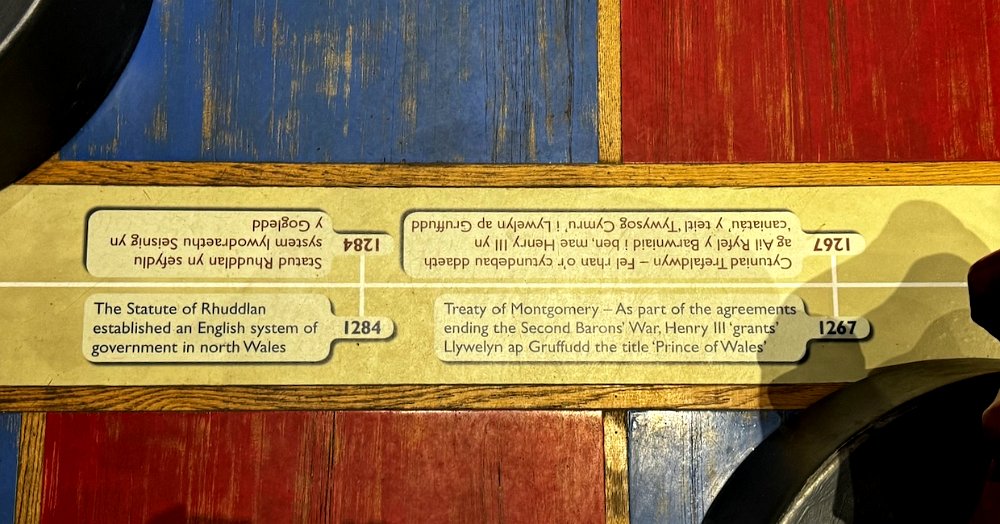 The Statute of Rhuddlan
established an English system of
government in north Wales
1284
Treaty of Montgomery – As part of the agreements
ending the Second Barons' War, Henry III 'grants'
Llywelyn ap Gruffudd the title 'Prince of Wales'
1267
1267
Cytuniad Trefaldwyn – Fel rhan o'r cytundebau ddaeth
ag Ail Ryfel y Barwniaid i ben, mae Henry III yn
'caniatau' y teitl 'Tywysog Cymru' i Lywelyn ap Gruffudd
1284
Statud Rhuddlan yn sefydlu
system lywodraethu Seisnig yn
y Gogledd